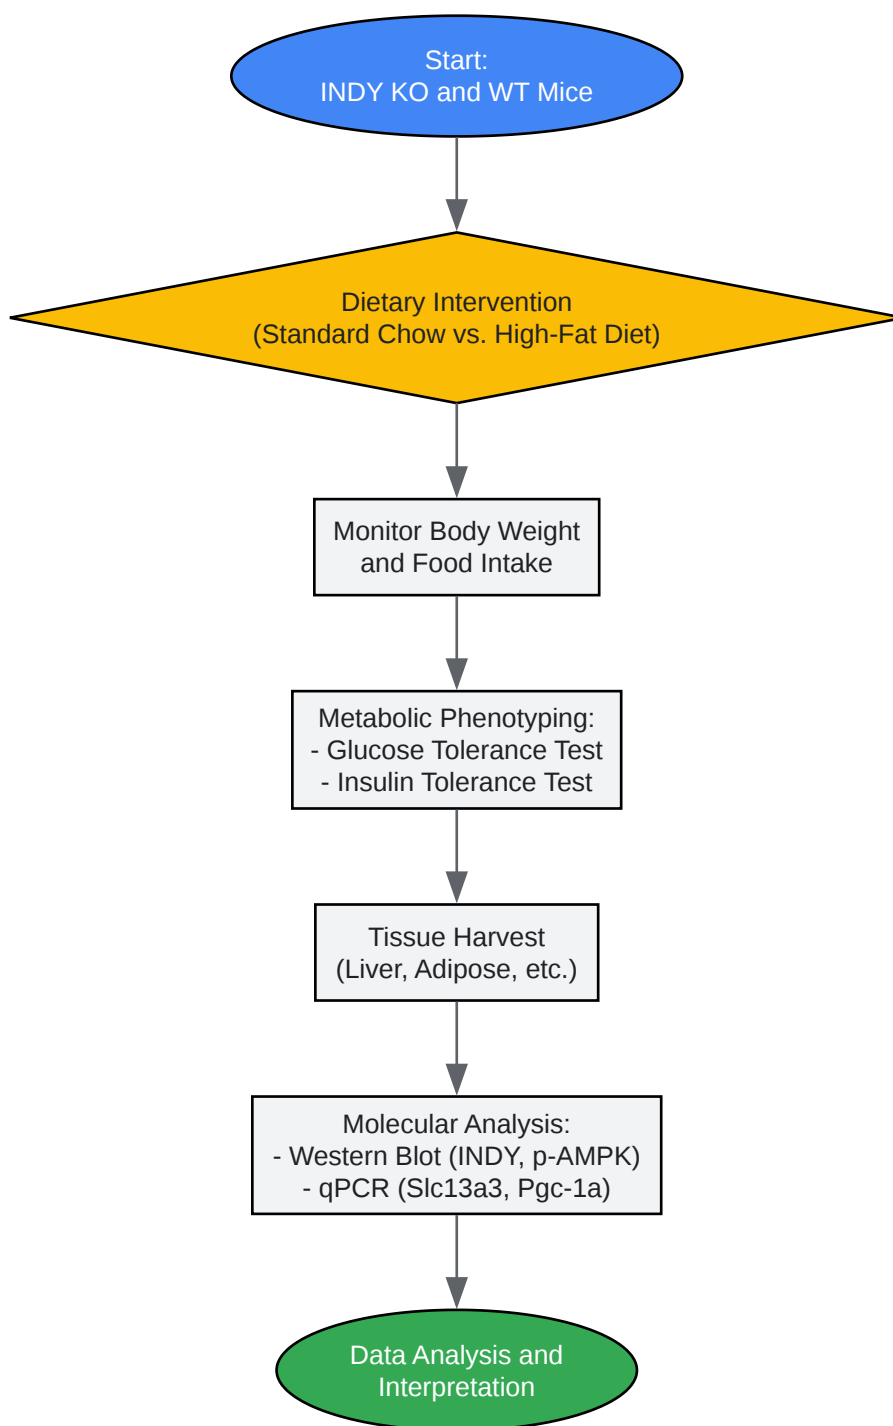 Start:
INDY KO and WT Mice
Dietary Intervention
(Standard Chow vs. High-Fat Diet)
Monitor Body Weight
and Food Intake
Metabolic Phenotyping:
- Glucose Tolerance Test
- Insulin Tolerance Test
Tissue Harvest
(Liver, Adipose, etc.)
Molecular Analysis:
- Western Blot (INDY, p-AMPK)
- qPCR (Slc13a3, Pgc-1a)
Data Analysis and
Interpretation